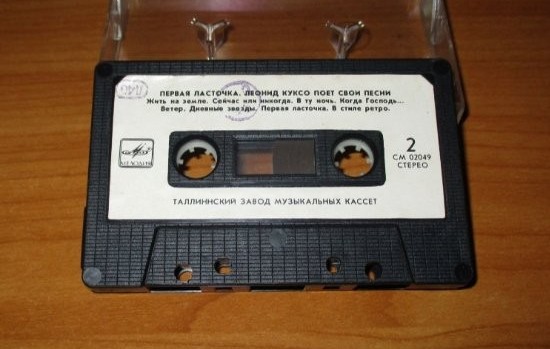 ПЕРВАЯ ЛАСТОЧКА. ЛЕОНИД КУКСО ПОЕТ СВОИ ПЕСНИ
Жить на земле. Сейчас или никогда. В ту ночь. Когда Господь...
Ветер. Дневные звезды. Первая ласточка. В стиле ретро.
МЕЛОДИЯ
2
СМ 02049
СТЕРЕО
ТАЛЛИННСКИЙ ЗАВОД МУЗЫКАЛЬНЫХ КАССЕТ